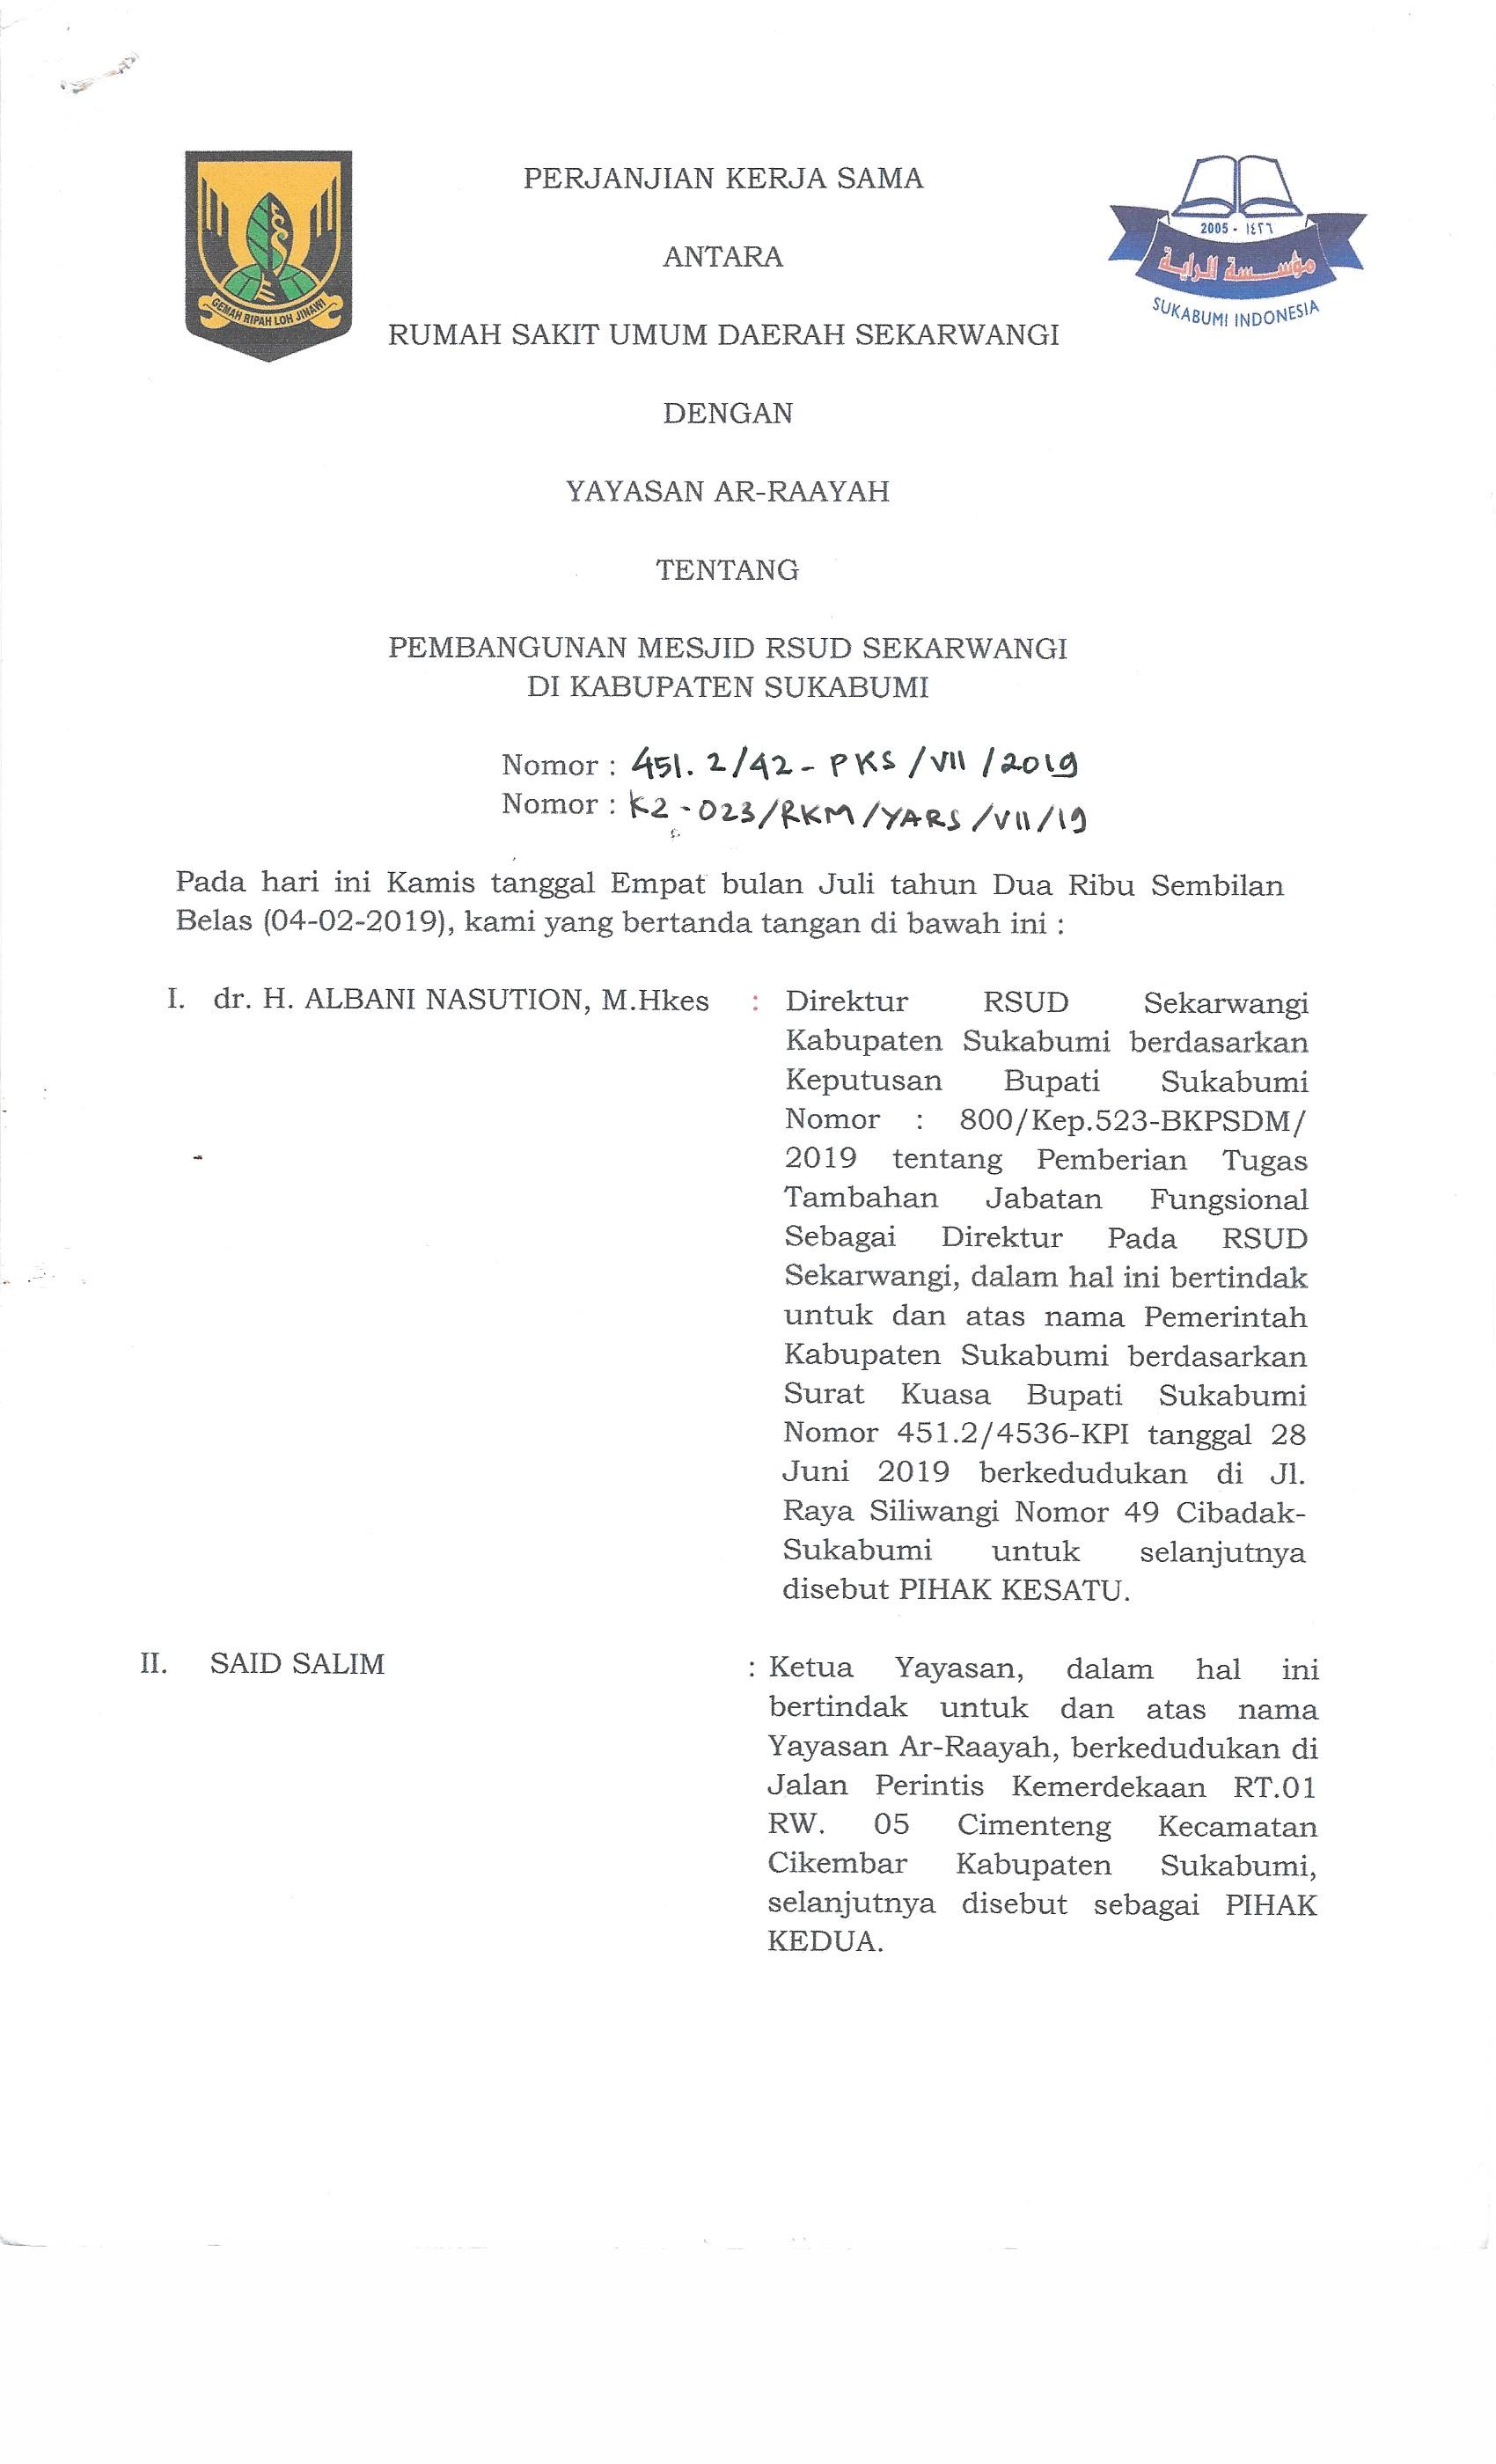 GEMAH RIPAH LOH JINAWI
2005 - ١٤٢٦
مؤسسة الراية
SUKABUMI INDONESIA
PERJANJIAN KERJA SAMA
ANTARA
RUMAH SAKIT UMUM DAERAH SEKARWANGI
DENGAN
YAYASAN AR-RAAYAH
TENTANG
PEMBANGUNAN MESJID RSUD SEKARWANGI
DI KABUPATEN SUKABUMI
Nomor : 451.2/42-PKS/VII/2019
Nomor : K2-023/RKM/YARS/VII/19
Pada hari ini Kamis tanggal Empat bulan Juli tahun Dua Ribu Sembilan
Belas (04-02-2019), kami yang bertanda tangan di bawah ini :
I. dr. H. ALBANI NASUTION, M.Hkes : Direktur RSUD Sekarwangi
Kabupaten Sukabumi berdasarkan
Keputusan Bupati Sukabumi
Nomor : 800/Kep.523-BKPSDM/
2019 tentang Pemberian Tugas
Tambahan Jabatan Fungsional
Sebagai Direktur Pada RSUD
Sekarwangi, dalam hal ini bertindak
untuk dan atas nama Pemerintah
Kabupaten Sukabumi berdasarkan
Surat Kuasa Bupati Sukabumi
Nomor 451.2/4536-KPI tanggal 28
Juni 2019 berkedudukan di Jl.
Raya Siliwangi Nomor 49 Cibadak-
Sukabumi untuk selanjutnya
disebut PIHAK KESATU.
II. SAID SALIM : Ketua Yayasan, dalam hal ini
bertindak untuk dan atas nama
Yayasan Ar-Raayah, berkedudukan di
Jalan Perintis Kemerdekaan RT.01
RW. 05 Cimenteng Kecamatan
Cikembar Kabupaten Sukabumi,
selanjutnya disebut sebagai PIHAK
KEDUA.